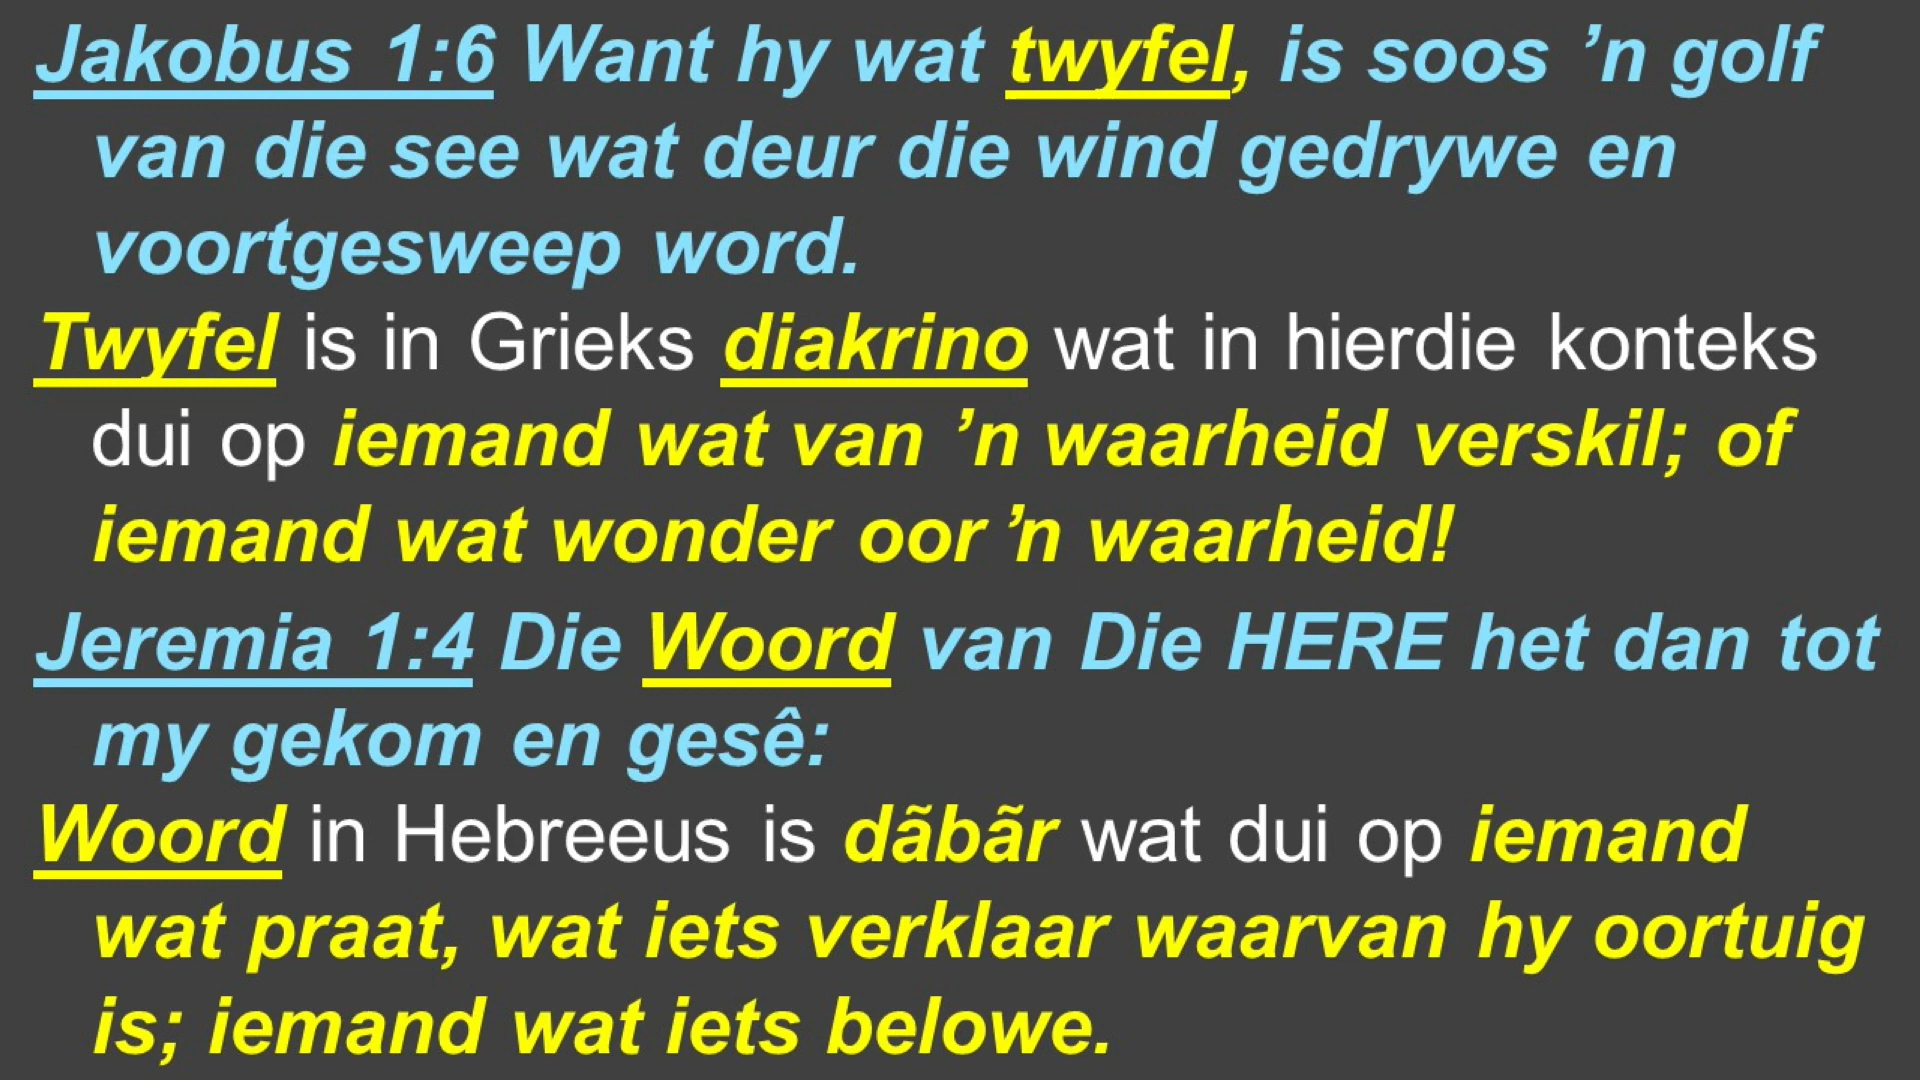 Jakobus 1:6 Want hy wat twyfel, is soos ’n golf
van die see wat deur die wind gedrywe en
voortgesweep word.
Twyfel is in Grieks diakrino wat in hierdie konteks
dui op iemand wat van ’n waarheid verskil; of
iemand wat wonder oor ’n waarheid!
Jeremia 1:4 Die Woord van Die HERE het dan tot
my gekom en gesê:
Woord in Hebreeus is dãbãr wat dui op iemand
wat praat, wat iets verklaar waarvan hy oortuig
is; iemand wat iets belowe.